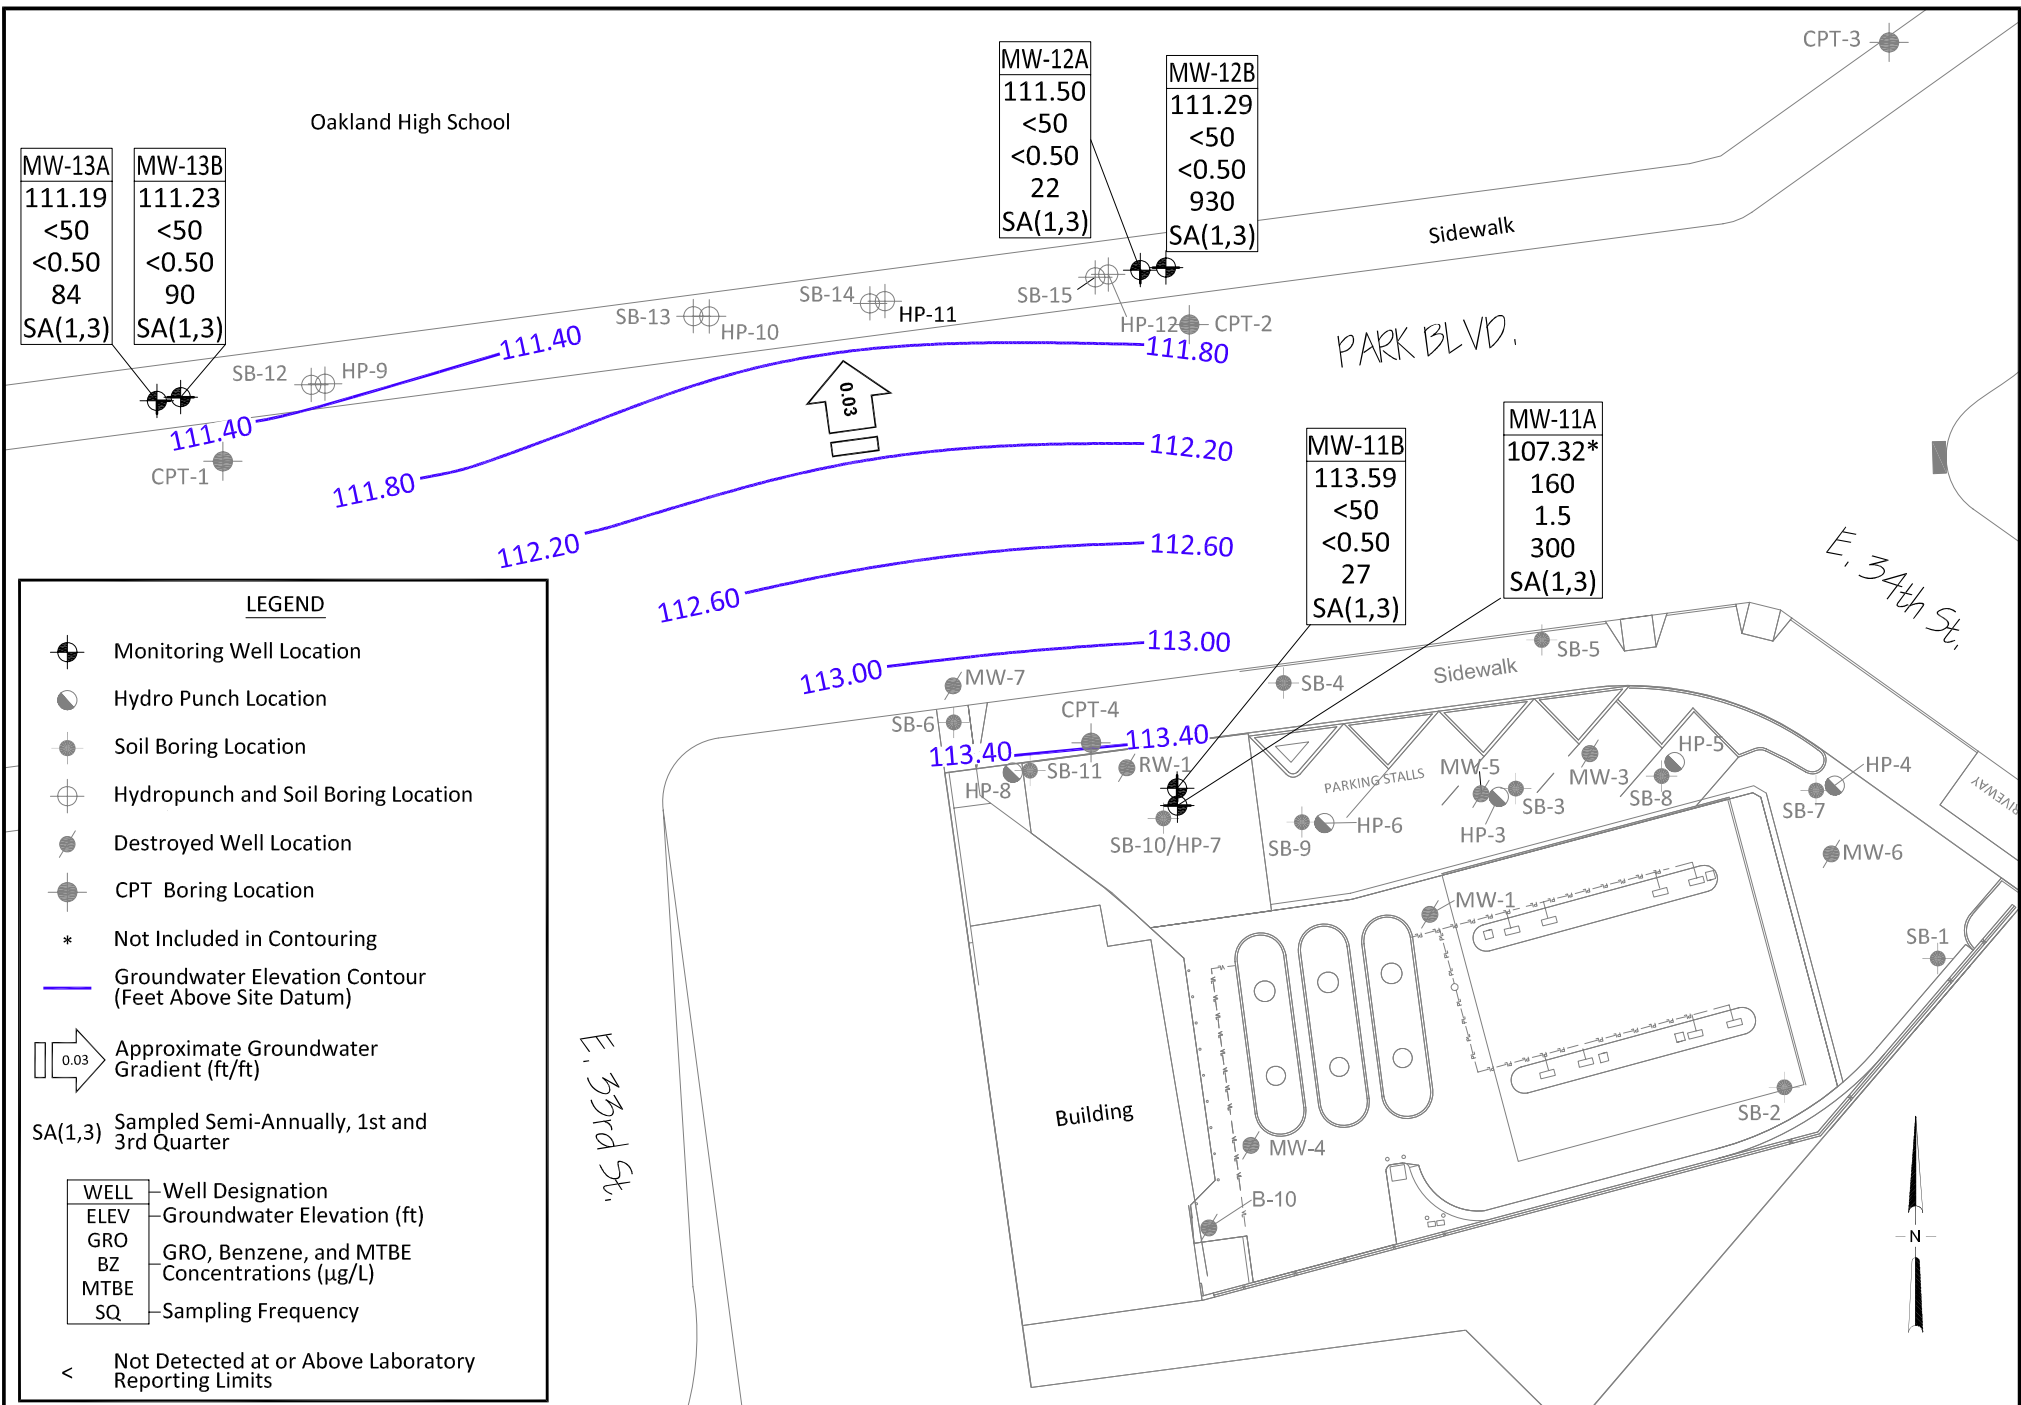 CPT-3
Oakland High School
MW-12A
111.50
<50
<0.50
22
SA(1,3)
MW-12B
111.29
<50
<0.50
930
SA(1,3)
MW-13A
111.19
<50
<0.50
84
SA(1,3)
MW-13B
111.23
<50
<0.50
90
SA(1,3)
Sidewalk
SB-15
HP-12
CPT-2
SB-14
HP-11
SB-13
HP-10
SB-12
HP-9
CPT-1
PARK BLVD.
111.40
111.40
111.80
111.80
0.03
112.20
112.20
112.60
112.60
113.00
113.00
113.40
113.40
MW-11B
113.59
<50
<0.50
27
SA(1,3)
MW-11A
107.32*
160
1.5
300
SA(1,3)
E. 34th St.
Sidewalk
SB-5
SB-4
MW-7
SB-6
CPT-4
RW-1
SB-11
HP-8
SB-10/HP-7
PARKING STALLS
MW-5
MW-3
HP-5
HP-4
SB-3
SB-8
SB-7
HP-3
HP-6
SB-9
MW-6
MW-1
SB-1
SB-2
MW-4
B-10
Building
E. 33rd St.
N
LEGEND
Monitoring Well Location
Hydro Punch Location
Soil Boring Location
Hydropunch and Soil Boring Location
Destroyed Well Location
CPT Boring Location
* Not Included in Contouring
Groundwater Elevation Contour
(Feet Above Site Datum)
0.03
Approximate Groundwater
Gradient (ft/ft)
SA(1,3) Sampled Semi-Annually, 1st and
3rd Quarter
WELL Well Designation
ELEV Groundwater Elevation (ft)
GRO
BZ
MTBE
GRO, Benzene, and MTBE
Concentrations (µg/L)
SQ Sampling Frequency
< Not Detected at or Above Laboratory
Reporting Limits